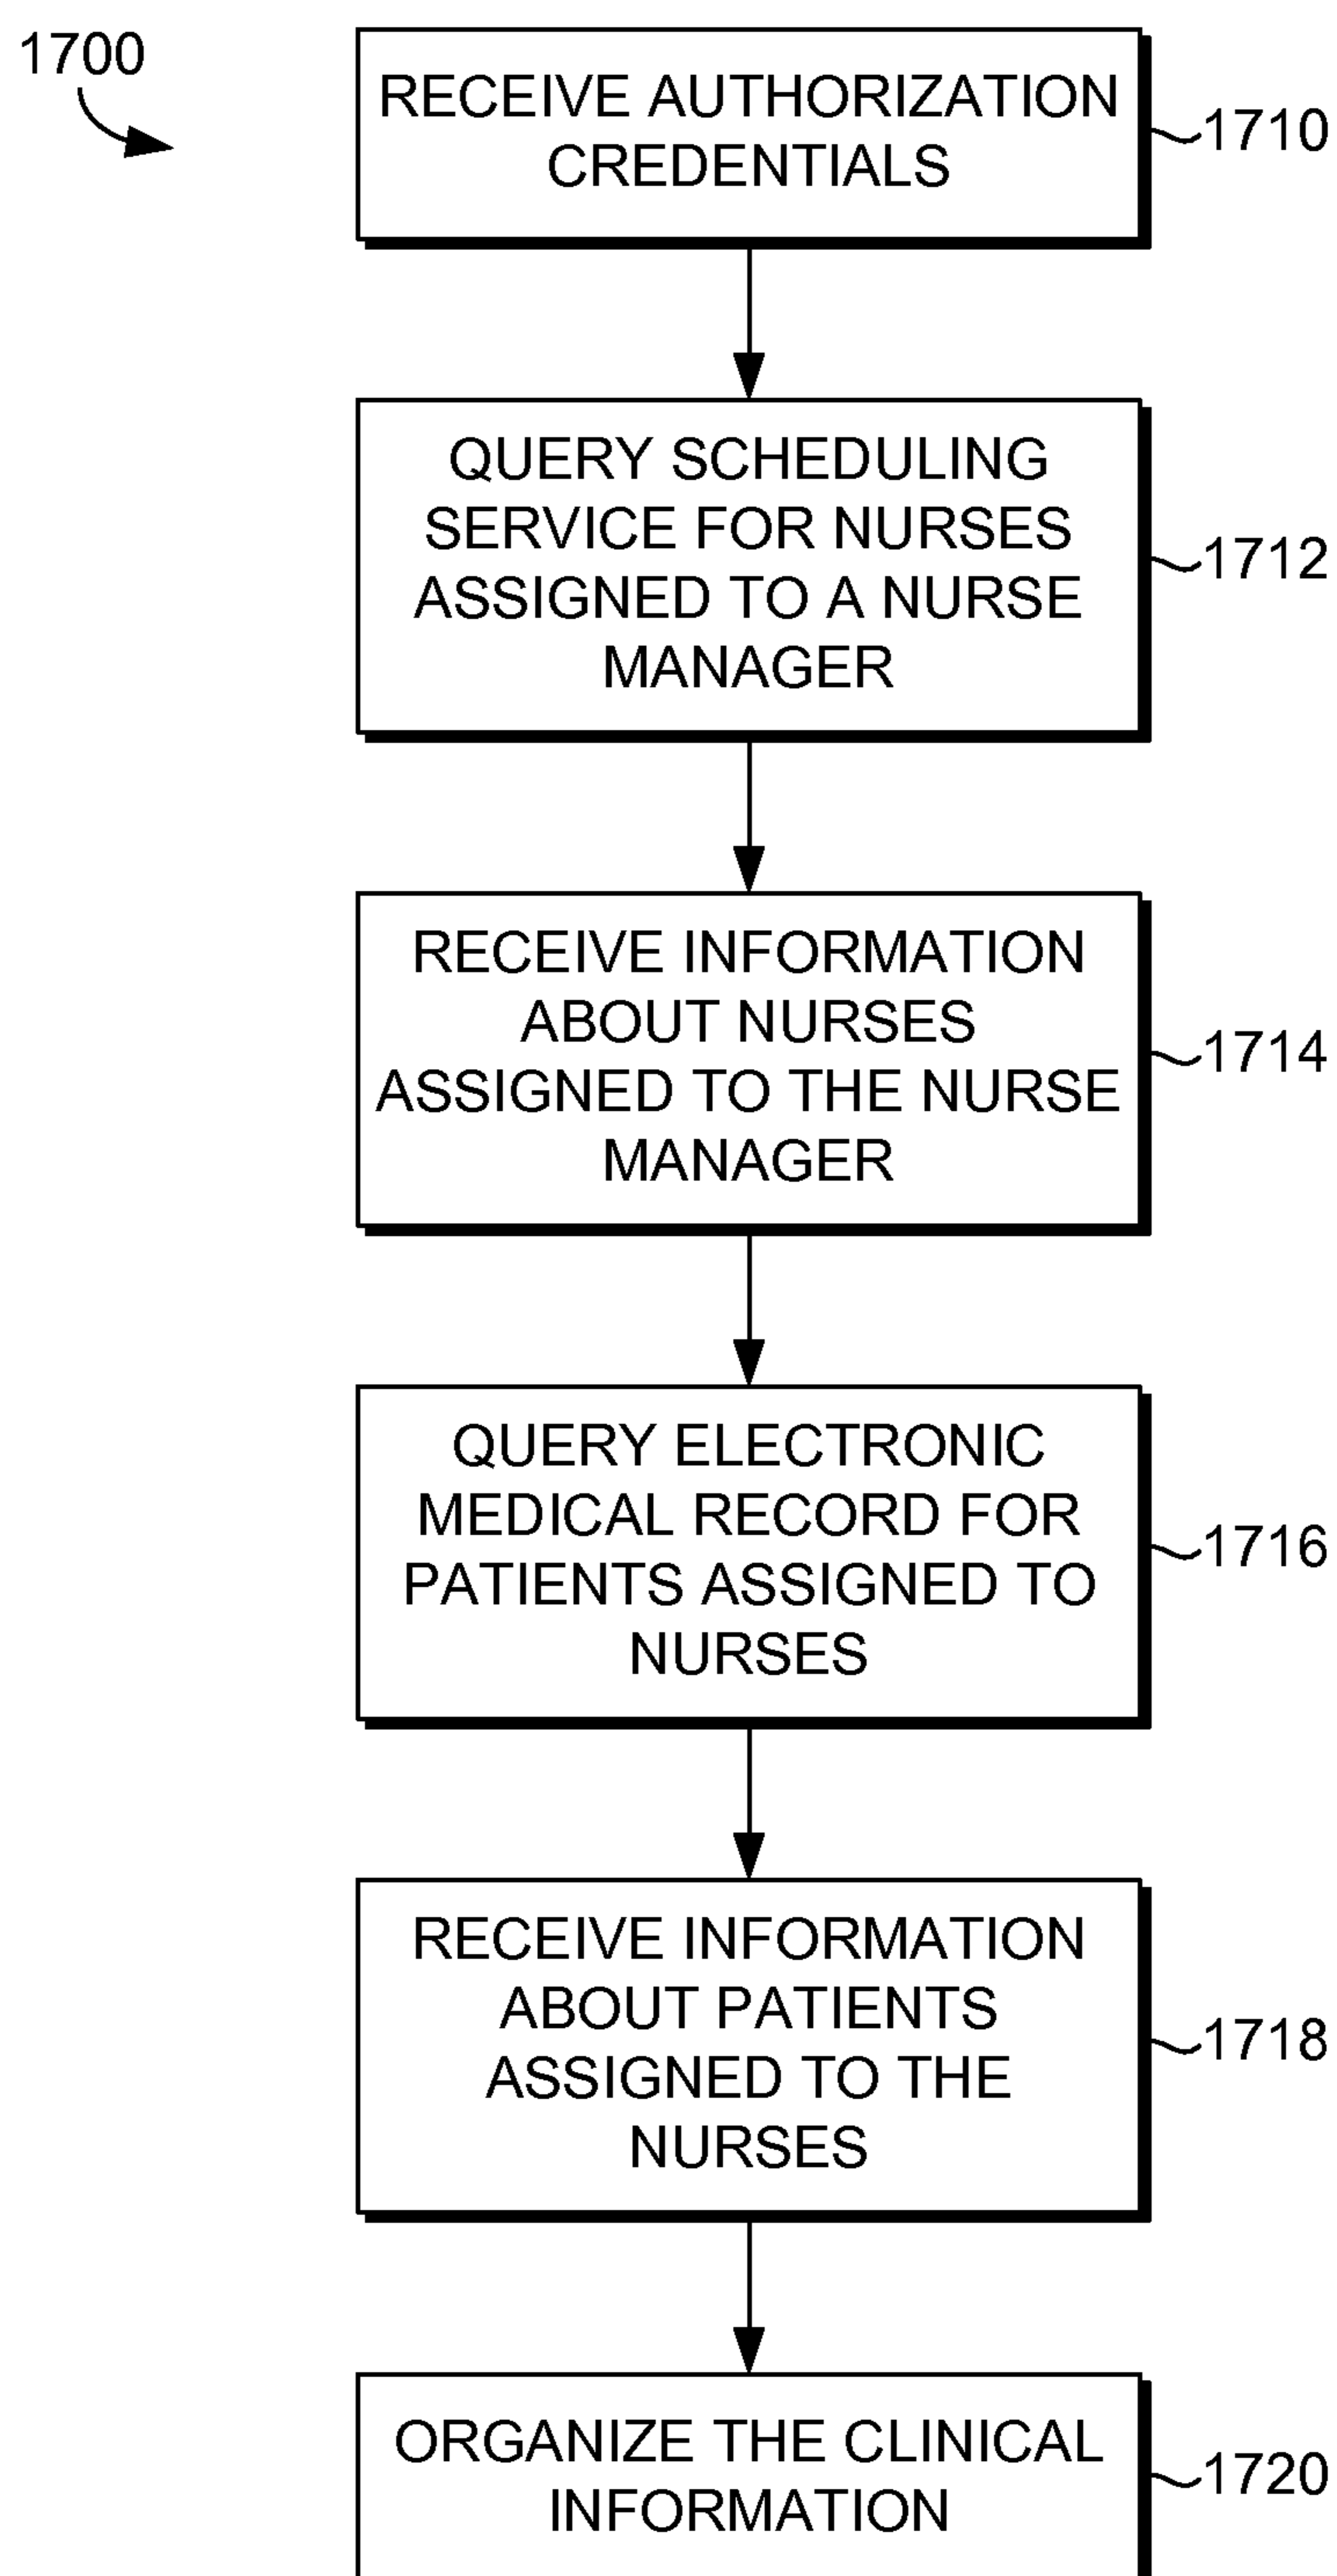 1700
RECEIVE AUTHORIZATION
CREDENTIALS
1710
QUERY SCHEDULING
SERVICE FOR NURSES
ASSIGNED TO A NURSE
MANAGER
1712
RECEIVE INFORMATION
ABOUT NURSES
ASSIGNED TO THE NURSE
MANAGER
1714
QUERY ELECTRONIC
MEDICAL RECORD FOR
PATIENTS ASSIGNED TO
NURSES
1716
RECEIVE INFORMATION
ABOUT PATIENTS
ASSIGNED TO THE
NURSES
1718
ORGANIZE THE CLINICAL
INFORMATION
1720